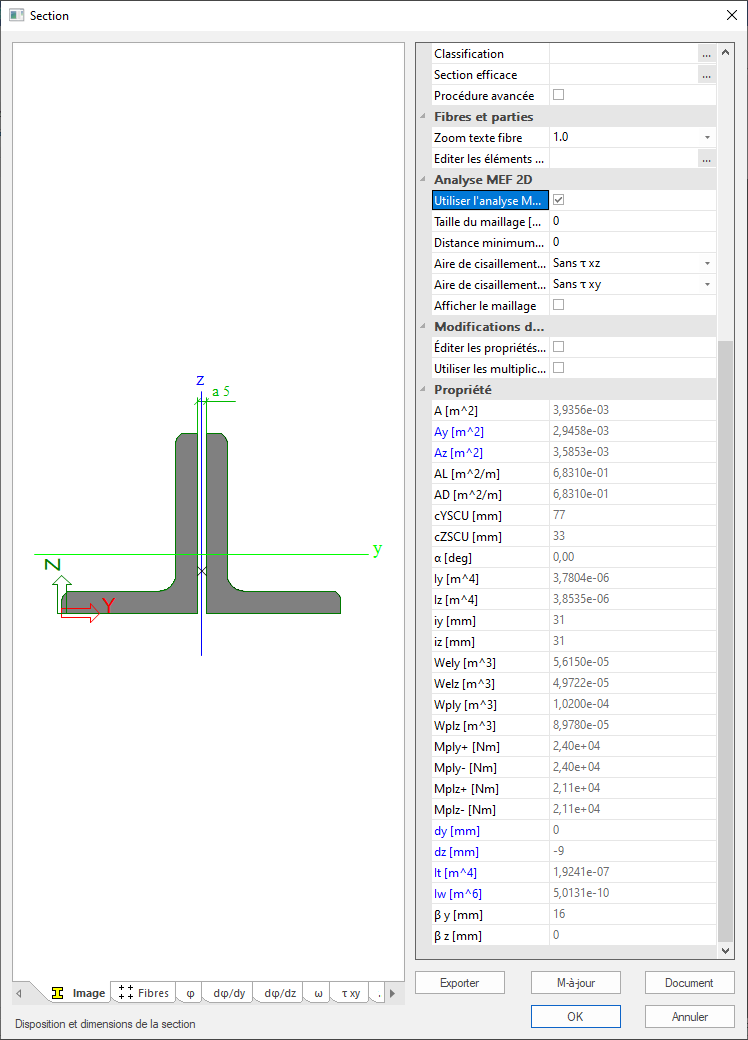 Section
Classification ...
Section efficace ...
Procédure avancée
Fibres et parties
Zoom texte fibre 1.0
Editer les éléments ... ...
Analyse MEF 2D
Utiliser l'analyse M...
Taille du maillage [... 0
Distance minimum... 0
Aire de cisaillement... Sans τ xz
Aire de cisaillement... Sans τ xy
Afficher le maillage
Modifications d...
Éditer les propriétés...
Utiliser les multiplic...
Propriété
A [m^2] 3,9356e-03
Ay [m^2] 2,9458e-03
Az [m^2] 3,5853e-03
AL [m^2/m] 6,8310e-01
AD [m^2/m] 6,8310e-01
cYSCU [mm] 77
cZSCU [mm] 33
α [deg] 0,00
Iy [m^4] 3,7804e-06
Iz [m^4] 3,8535e-06
iy [mm] 31
iz [mm] 31
Wely [m^3] 5,6150e-05
Welz [m^3] 4,9722e-05
Wply [m^3] 1,0200e-04
Wplz [m^3] 8,9780e-05
Mply+ [Nm] 2,40e+04
Mply- [Nm] 2,40e+04
Mplz+ [Nm] 2,11e+04
Mplz- [Nm] 2,11e+04
dy [mm] 0
dz [mm] -9
It [m^4] 1,9241e-07
Iw [m^6] 5,0131e-10
β y [mm] 16
β z [mm] 0
z
a 5
y
Z
Y
Image Fibres φ dφ/dy dφ/dz ω τ xy .
Exporter M-à-jour Document
Disposition et dimensions de la section
OK Annuler